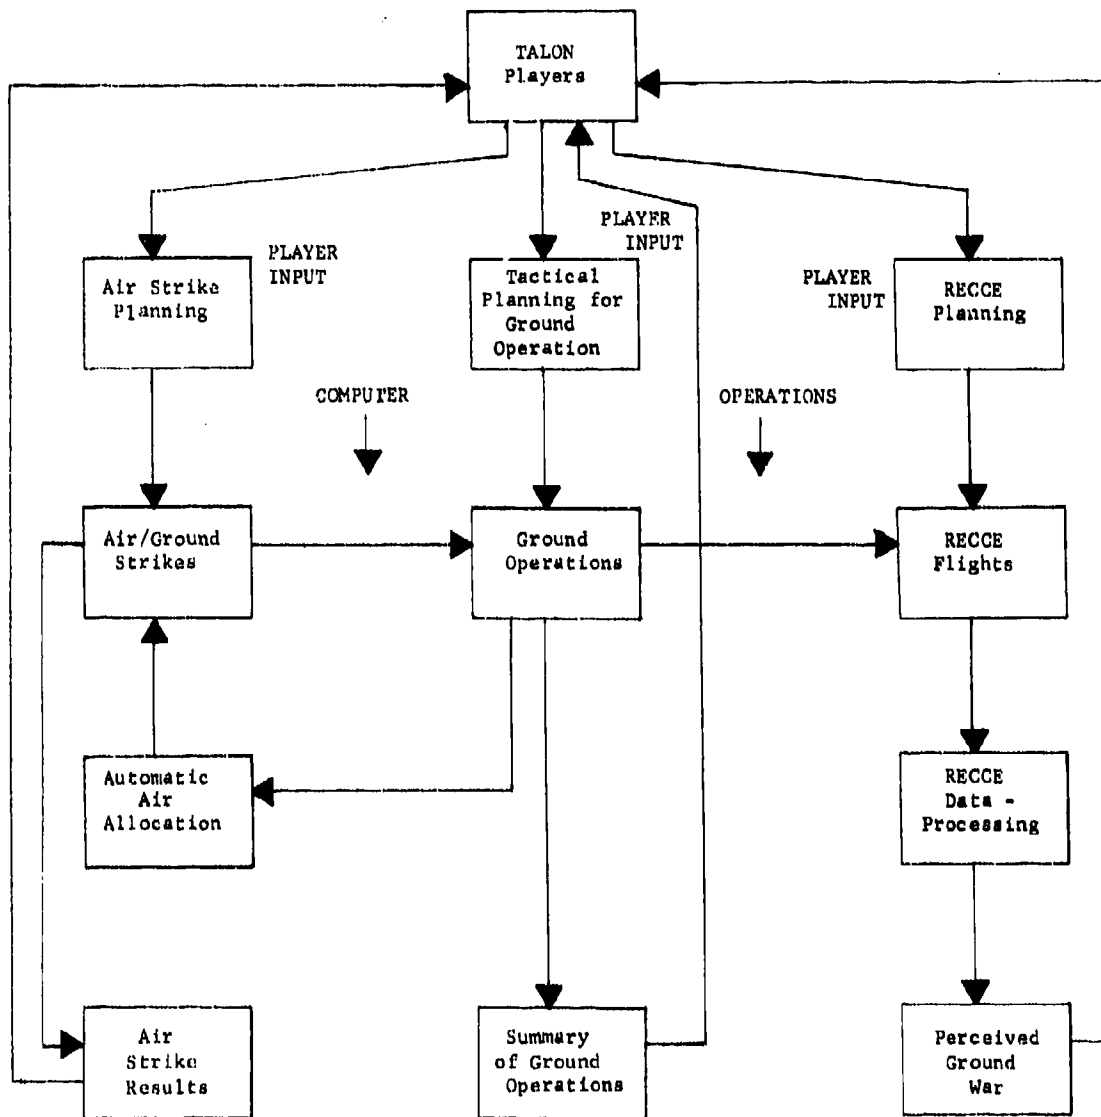 TALON
Players
PLAYER
INPUT
PLAYER
INPUT
PLAYER
INPUT
Air Strike
Planning
Tactical
Planning for
Ground
Operation
RECCE
Planning
COMPUTER
OPERATIONS
Air/Ground
Strikes
Ground
Operations
RECCE
Flights
Automatic
Air
Allocation
RECCE
Data -
Processing
Air
Strike
Results
Summary
of Ground
Operations
Perceived
Ground
War